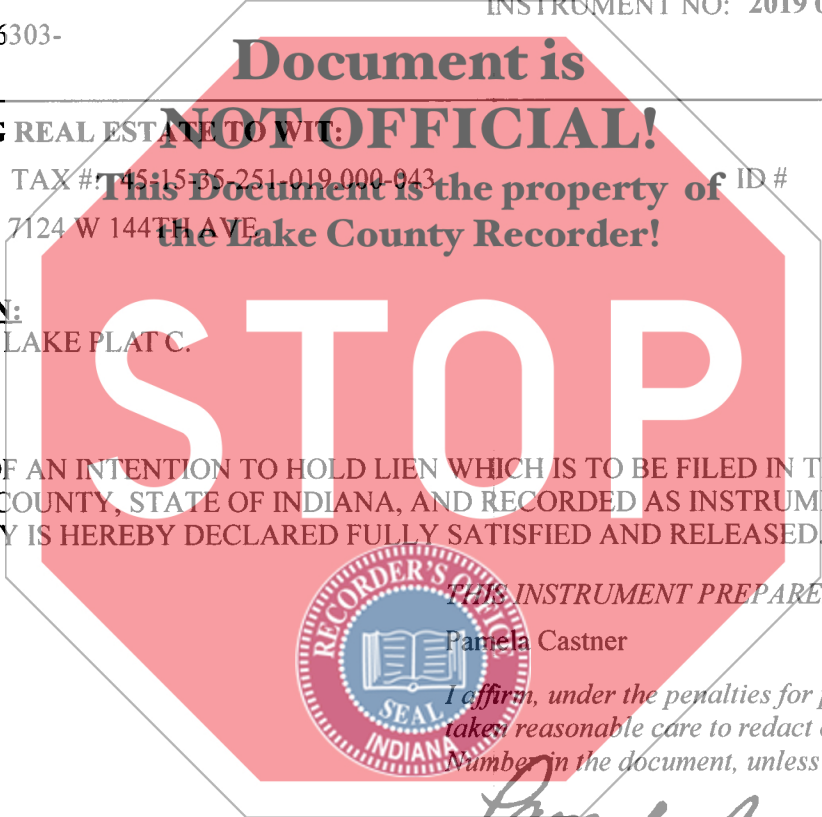 INSTRUMENT NO: 2019 0
6303-
Document is
NOT OFFICIAL!
REAL ESTATE TO WIT:
TAX #: 45-15-35-251-019.000-043 ID #
This Document is the property of
7124 W 144TH AVE
the Lake County Recorder!
N:
LAKE PLAT C.
STOP
F AN INTENTION TO HOLD LIEN WHICH IS TO BE FILED IN T
COUNTY, STATE OF INDIANA, AND RECORDED AS INSTRUM
Y IS HEREBY DECLARED FULLY SATISFIED AND RELEASED.
RECORDER'S OFFICE
SEAL
INDIANA
THIS INSTRUMENT PREPARE
Pamela Castner
I affirm, under the penalties for p
taken reasonable care to redact
Number in the document, unless